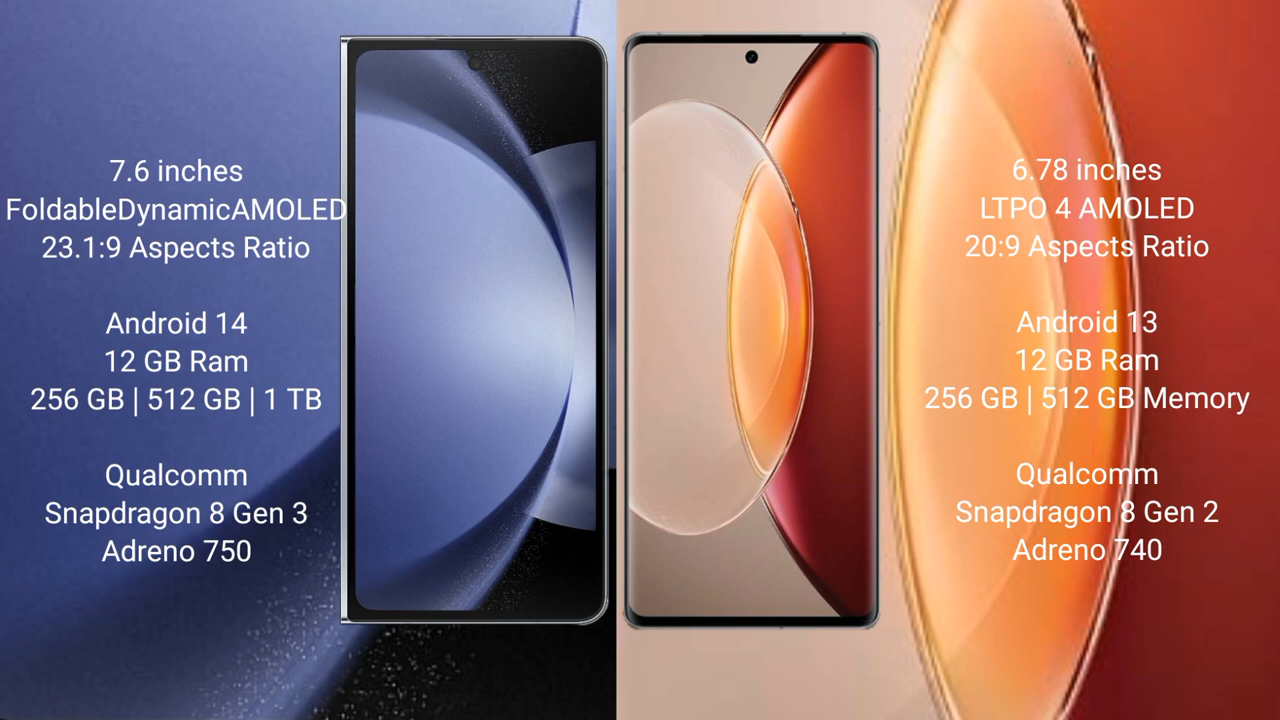 7.6 inches
FoldableDynamicAMOLED
23.1:9 Aspects Ratio
Android 14
12 GB Ram
256 GB | 512 GB | 1 TB
Qualcomm
Snapdragon 8 Gen 3
Adreno 750
6.78 inches
LTPO 4 AMOLED
20:9 Aspects Ratio
Android 13
12 GB Ram
256 GB | 512 GB Memory
Qualcomm
Snapdragon 8 Gen 2
Adreno 740